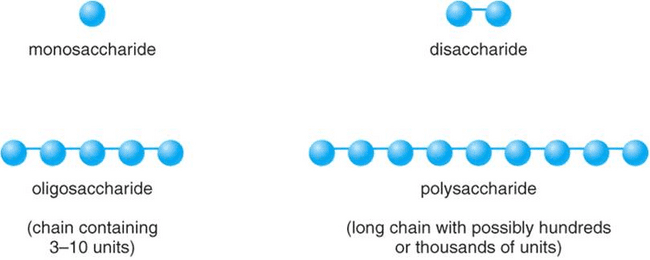 monosaccharide
disaccharide
oligosaccharide
(chain containing
3–10 units)
polysaccharide
(long chain with possibly hundreds
or thousands of units)